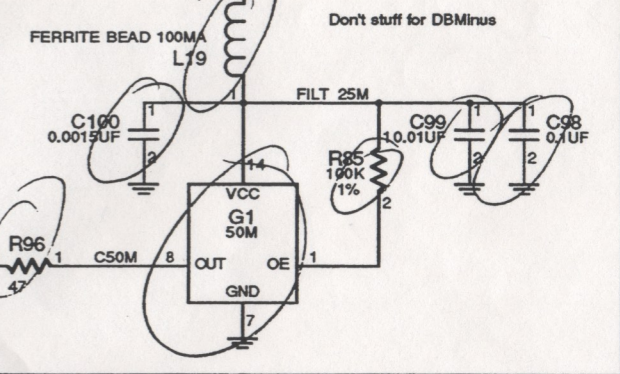 Don't stuff for DBMinus
FERRITE BEAD 100MA
L19
1
FILT 25M
C100
1
0.0015UF
2
C99
1
0.01UF
2
C98
1
0.1UF
2
R85
1
100K
1%
2
14
VCC
G1
50M
R96
47
1
C50M
8
OUT
OE
1
GND
7